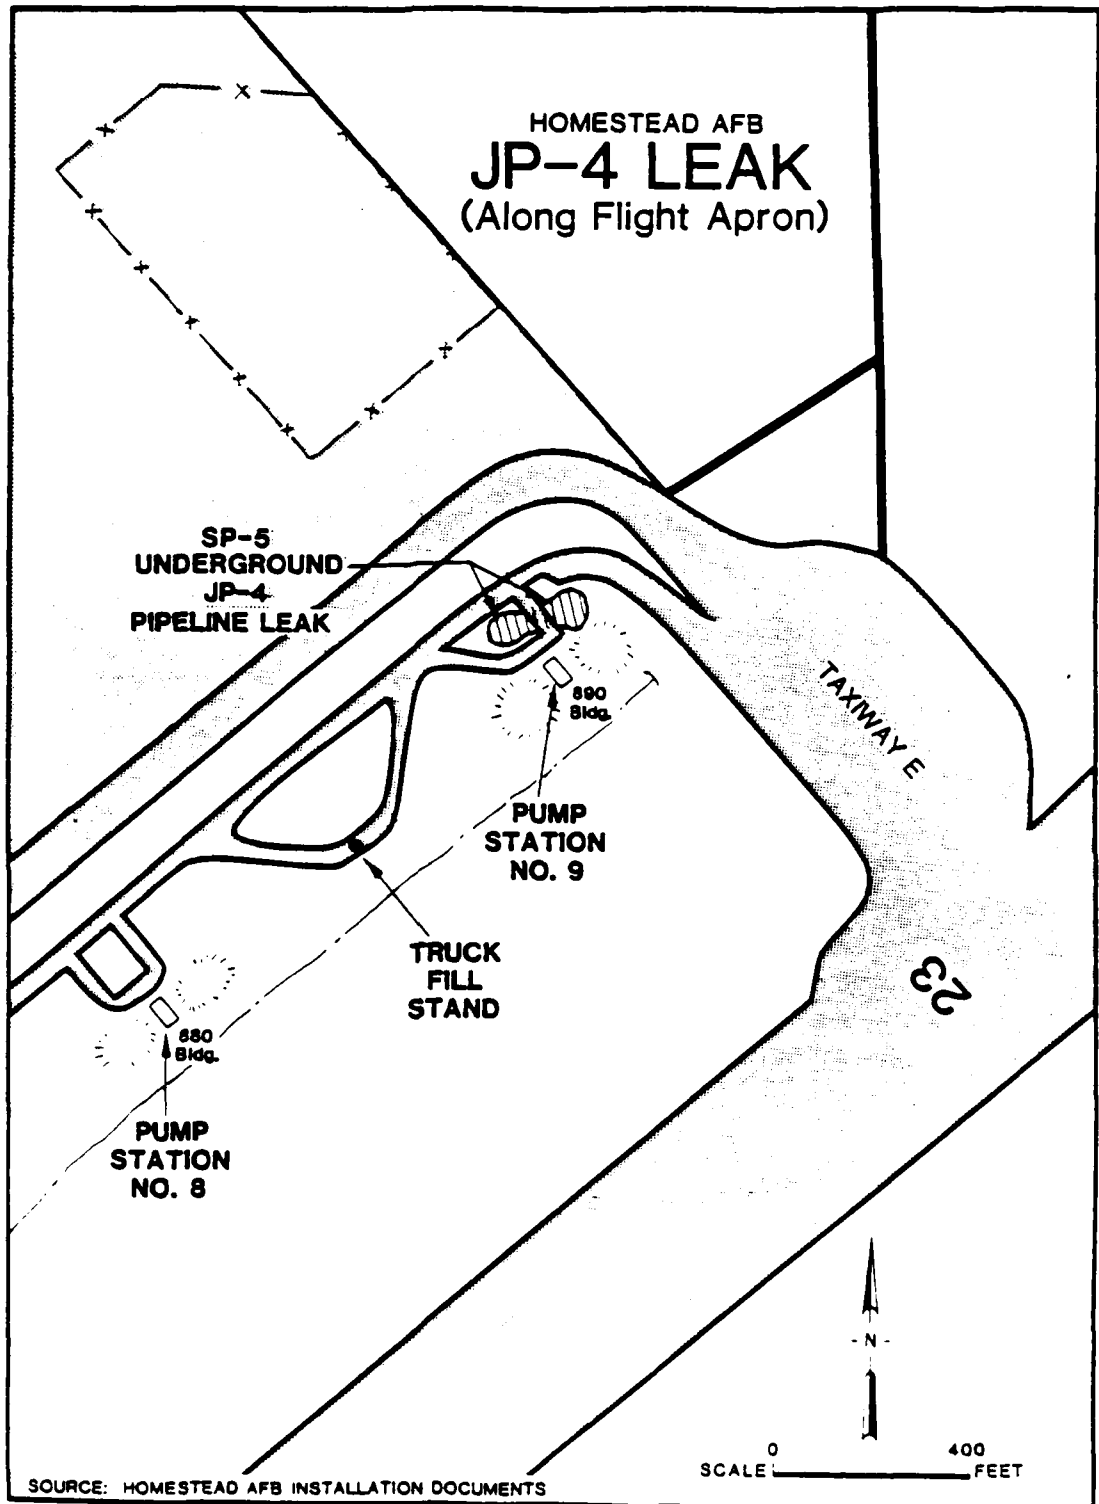 HOMESTEAD AFB
JP-4 LEAK
(Along Flight Apron)
SP-5
UNDERGROUND
JP-4
PIPELINE LEAK
890
Bldg.
TAXIWAY E
PUMP
STATION
NO. 9
TRUCK
FILL
STAND
23
880
Bldg.
PUMP
STATION
NO. 8
- N -
0 400
SCALE FEET
SOURCE: HOMESTEAD AFB INSTALLATION DOCUMENTS